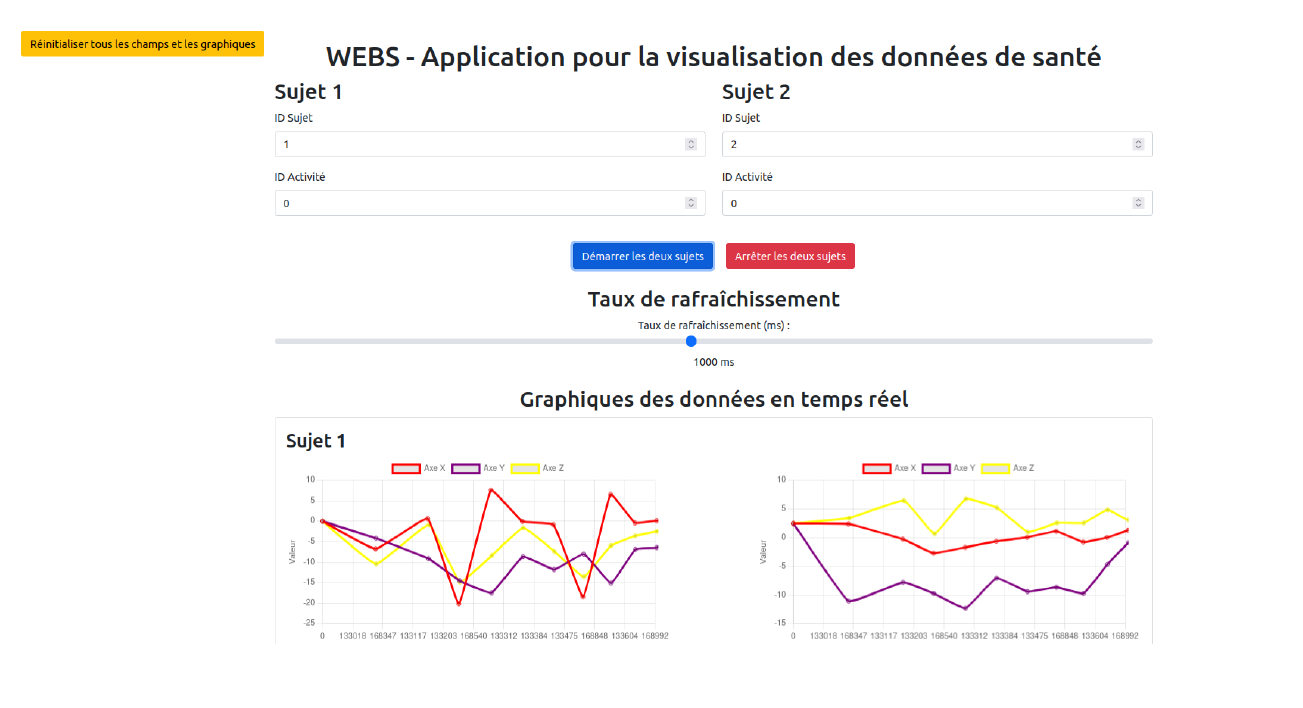 Réinitialiser tous les champs et les graphiques
WEBS - Application pour la visualisation des données de santé
Sujet 1
Sujet 2
ID Sujet
ID Sujet
1
2
ID Activité
ID Activité
0
0
Démarrer les deux sujets
Arrêter les deux sujets
Taux de rafraîchissement
Taux de rafraîchissement (ms) :
1000 ms
Graphiques des données en temps réel
Sujet 1
Axe X Axe Y Axe Z
10
5
0
-5
-10
-15
-20
-25
Valeur
0 133018 168347 133117 133203 168540 133312 133384 133475 168848 133604 168992
Axe X Axe Y Axe Z
10
5
0
-5
-10
-15
Valeur
0 133018 168347 133117 133203 168540 133312 133384 133475 168848 133604 168992